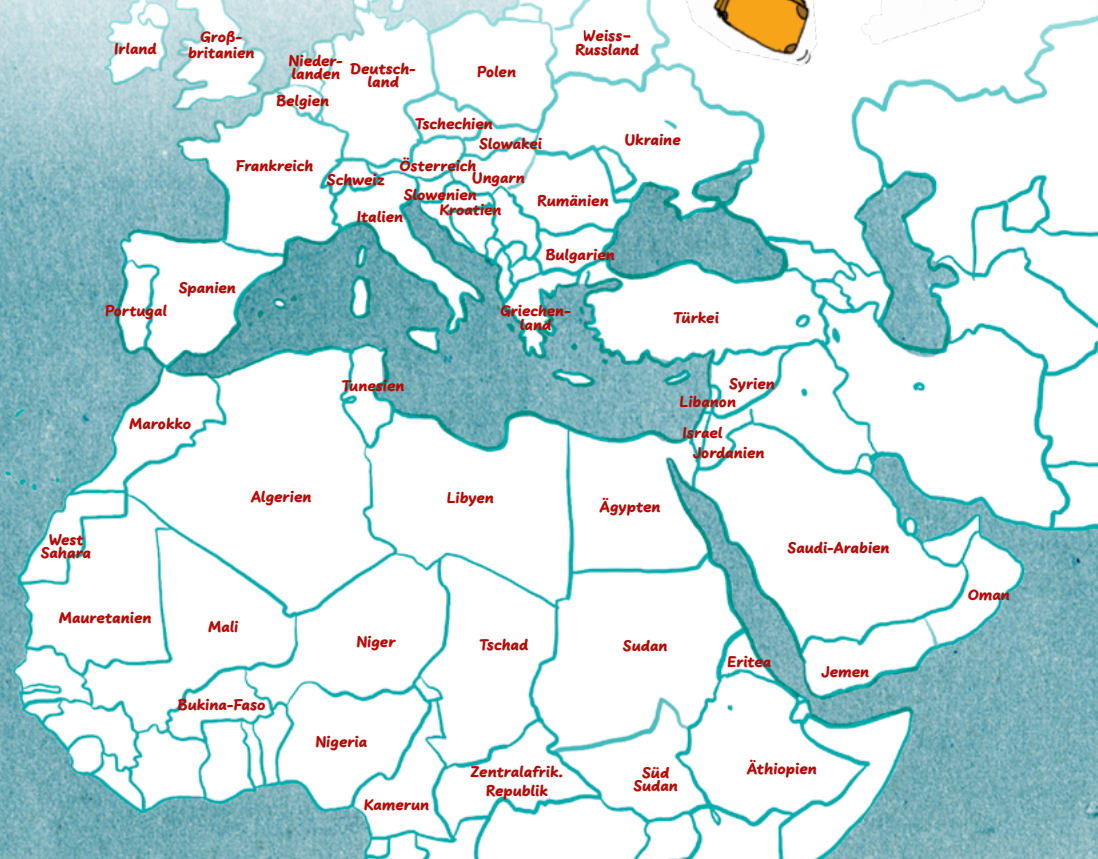 Irland
Groß-
britanien
Nieder-
landen
Belgien
Deutsch-
land
Polen
Weiss-
Russland
Tschechien
Slowakei
Ukraine
Frankreich
Schweiz
Österreich
Ungarn
Slowenien
Kroatien
Rumänien
Italien
Bulgarien
Spanien
Portugal
Griechen-
land
Türkei
Tunesien
Syrien
Libanon
Marokko
Israel
Jordanien
Algerien
Libyen
Ägypten
West
Sahara
Saudi-Arabien
Oman
Mauretanien
Mali
Niger
Tschad
Sudan
Eritea
Jemen
Bukina-Faso
Nigeria
Zentralafrik.
Republik
Süd
Sudan
Äthiopien
Kamerun